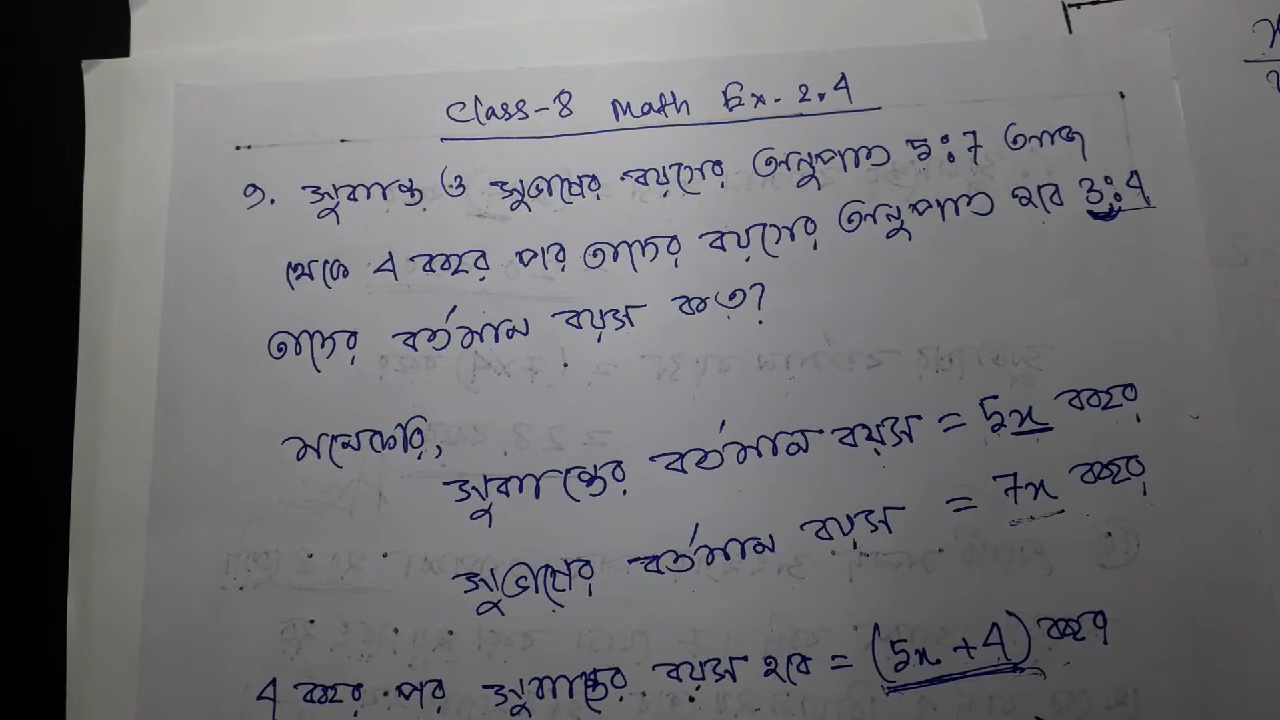 Class-8 Math Ex-2.4
১. সুকান্ত ও সুভাষের বয়সের অনুপাত 5:7 আজ
থেকে 4 বছর পর তাদের বয়সের অনুপাত হবে 3:4
তাদের বর্তমান বয়স কত?
মনেকরি,
সুকান্তের বর্তমান বয়স = 5x বছর
সুভাষের বর্তমান বয়স = 7x বছর
4 বছর পর সুকান্তের বয়স হবে = (5x+4) বছর